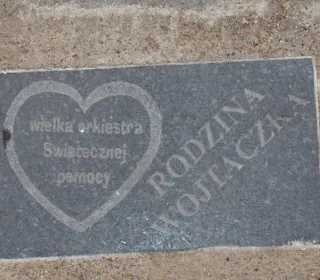 wielka orkiestra
Świątecznej
pomocy
RODZINA
WOJTACZKA